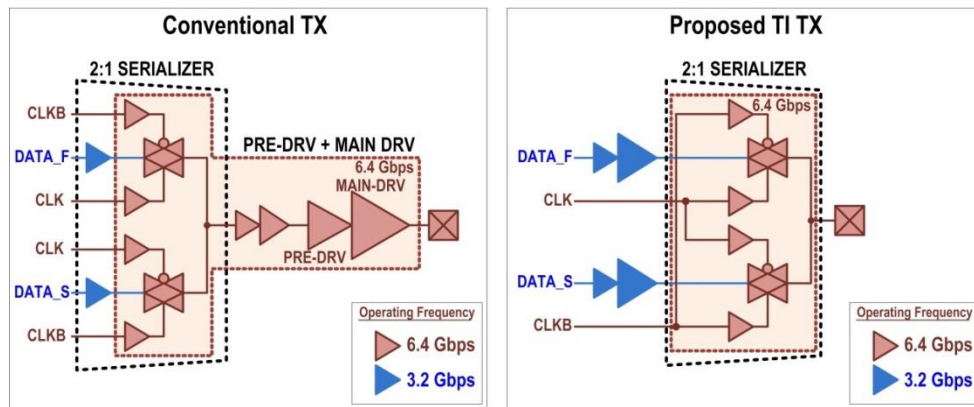 Conventional TX
2:1 SERIALIZER
CLKB
DATA_F
CLK
CLK
DATA_S
CLKB
PRE-DRV + MAIN DRV
6.4 Gbps
MAIN-DRV
PRE-DRV
Operating Frequency
6.4 Gbps
3.2 Gbps
Proposed TI TX
2:1 SERIALIZER
6.4 Gbps
DATA_F
CLK
DATA_S
CLKB
Operating Frequency
6.4 Gbps
3.2 Gbps